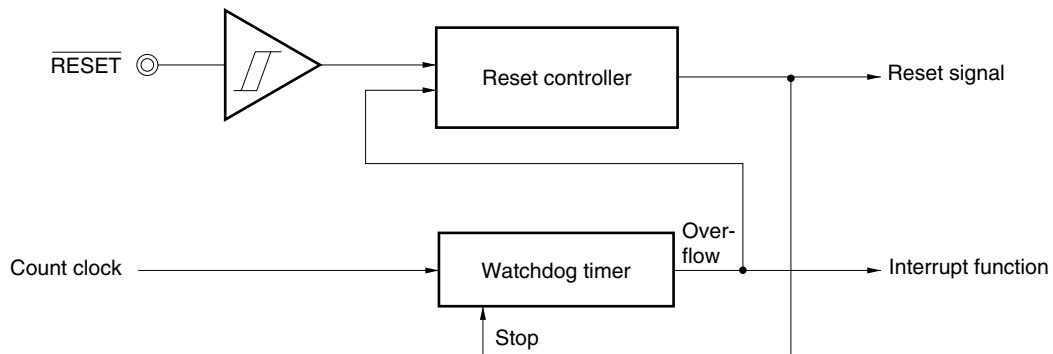 RESET
Reset controller
Reset signal
Over-
flow
Count clock
Watchdog timer
Interrupt function
Stop